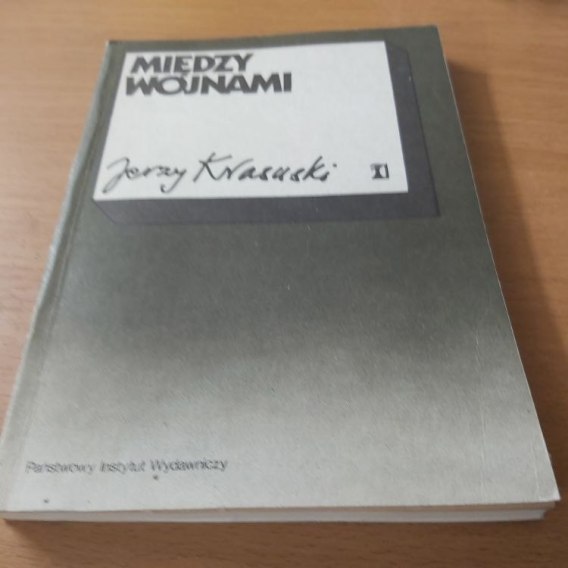 MIĘDZY
WOJNAMI
Jerzy Krasuski
Państwowy Instytut Wydawniczy